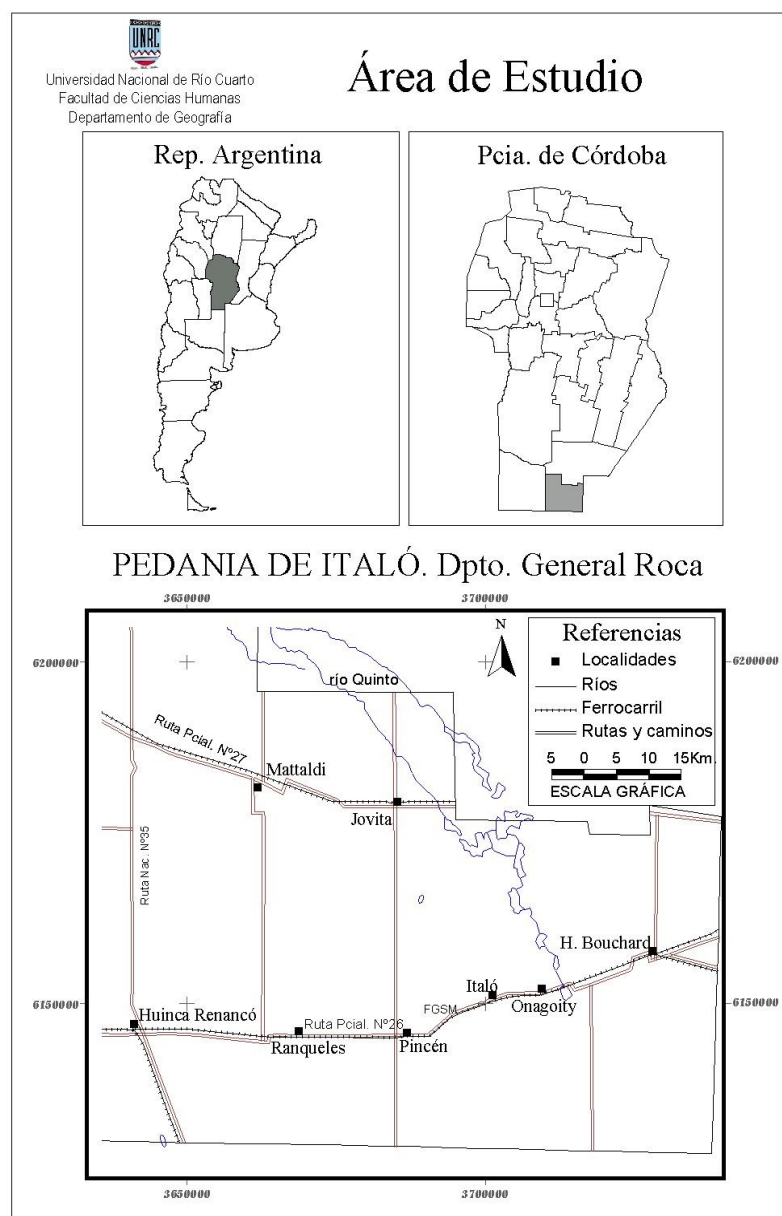 UNRC
Universidad Nacional de Río Cuarto
Facultad de Ciencias Humanas
Departamento de Geografía
Área de Estudio
Rep. Argentina
Pcia. de Córdoba
PEDANIA DE ITALÓ. Dpto. General Roca
3650000
3700000
N
Referencias
Localidades
Ríos
Ferrocarril
Rutas y caminos
5 0 5 10 15Km.
ESCALA GRÁFICA
6200000
6200000
río Quinto
Ruta Pcial. Nº27
Mattaldi
Jovita
Ruta Nac. Nº35
H. Bouchard
Italó
Onagoity
FGSM
6150000
6150000
Huinca Renancó
Ruta Pcial. Nº26
Ranqueles
Pincén
3650000
3700000